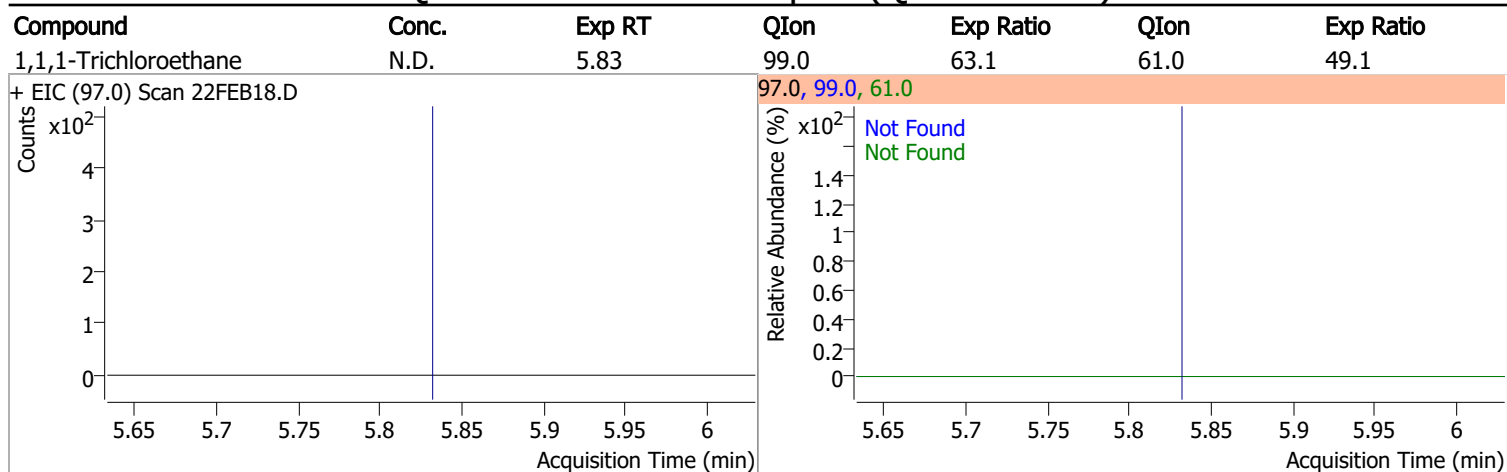 Compound Conc. Exp RT QIon Exp Ratio QIon Exp Ratio
1,1,1-Trichloroethane N.D. 5.83 99.0 63.1 61.0 49.1
+ EIC (97.0) Scan 22FEB18.D
Counts
x10²
4
3
2
1
0
5.65 5.7 5.75 5.8 5.85 5.9 5.95 6
Acquisition Time (min)
97.0, 99.0, 61.0
Relative Abundance (%)
x10²
Not Found
Not Found
1.4
1.2
1
0.8
0.6
0.4
0.2
0
5.65 5.7 5.75 5.8 5.85 5.9 5.95 6
Acquisition Time (min)